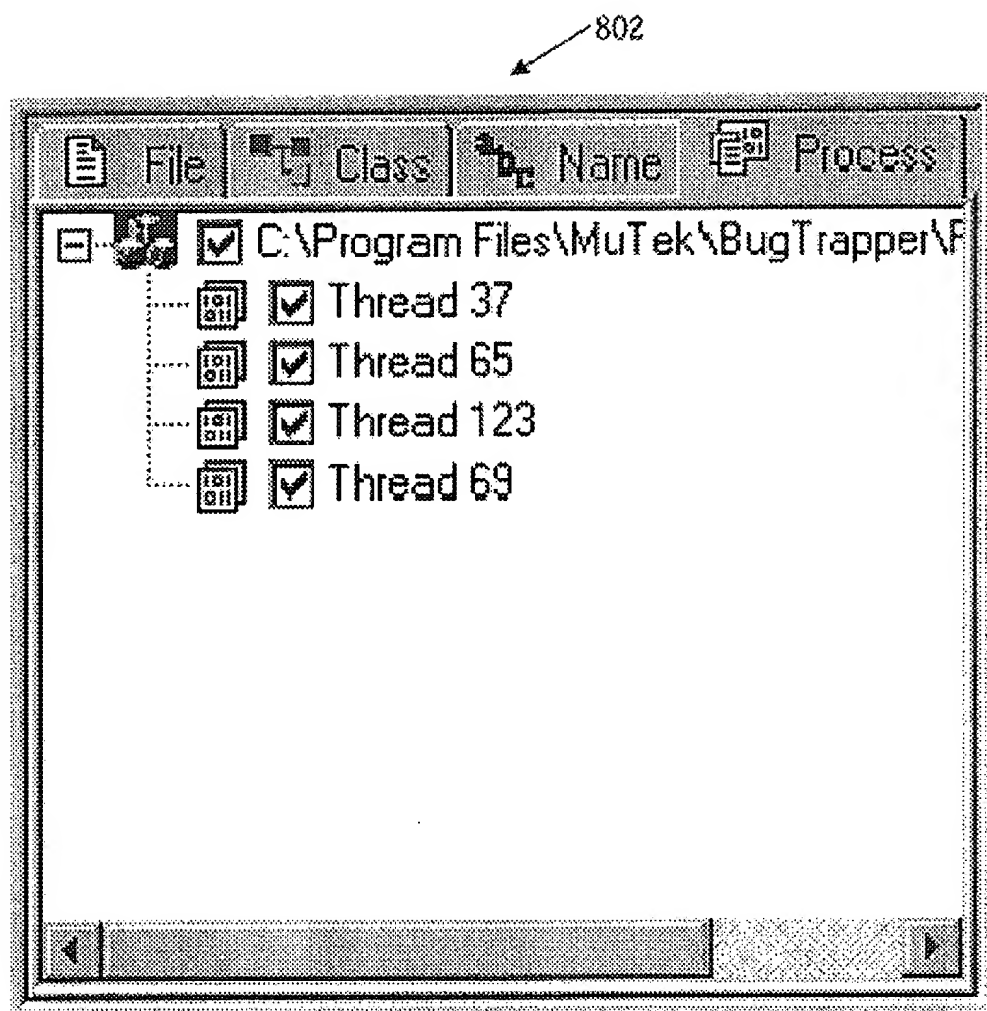 802
File Class Name Process
C:\Program Files\MuTek\BugTrapper\
Thread 37
Thread 65
Thread 123
Thread 69